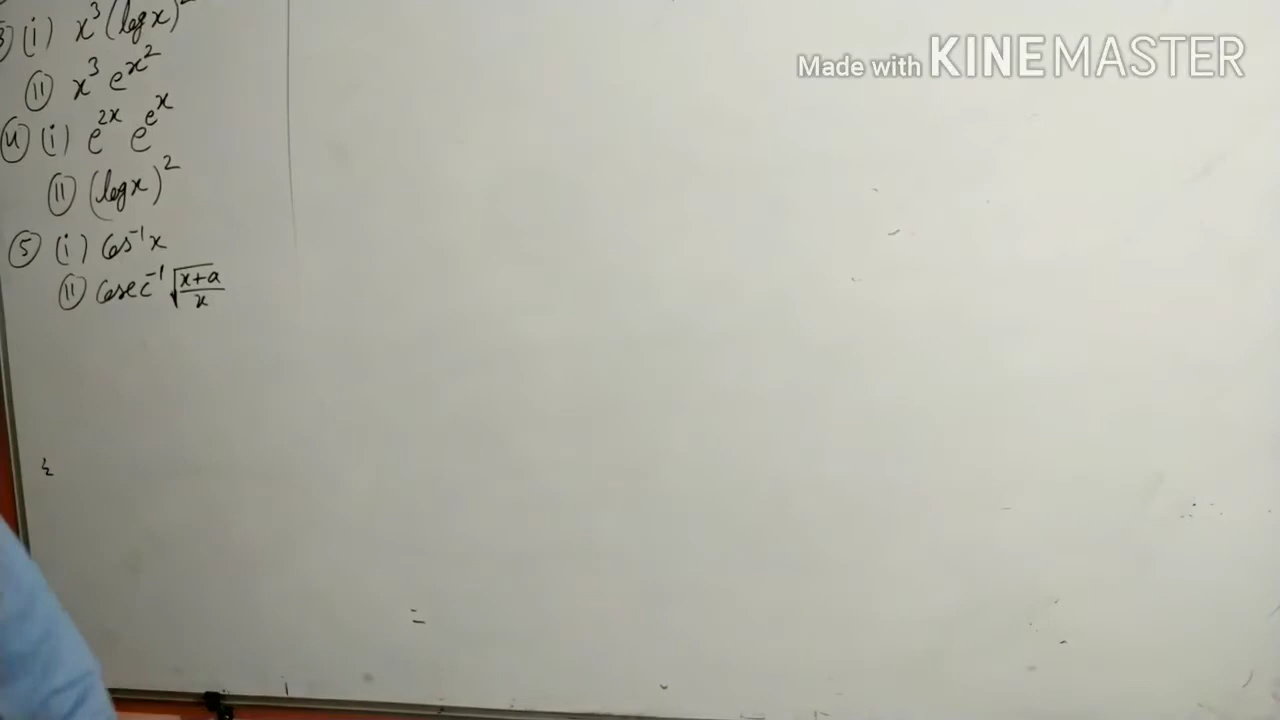 3) (i) x³ (log x)²
Made with KINEMASTER
(ii) x³ e^x²
(4) (i) e^2x e^e^x
(ii) (log x)²
(5) (i) Cos⁻¹x
(ii) Cosec⁻¹ √(x+a)/x